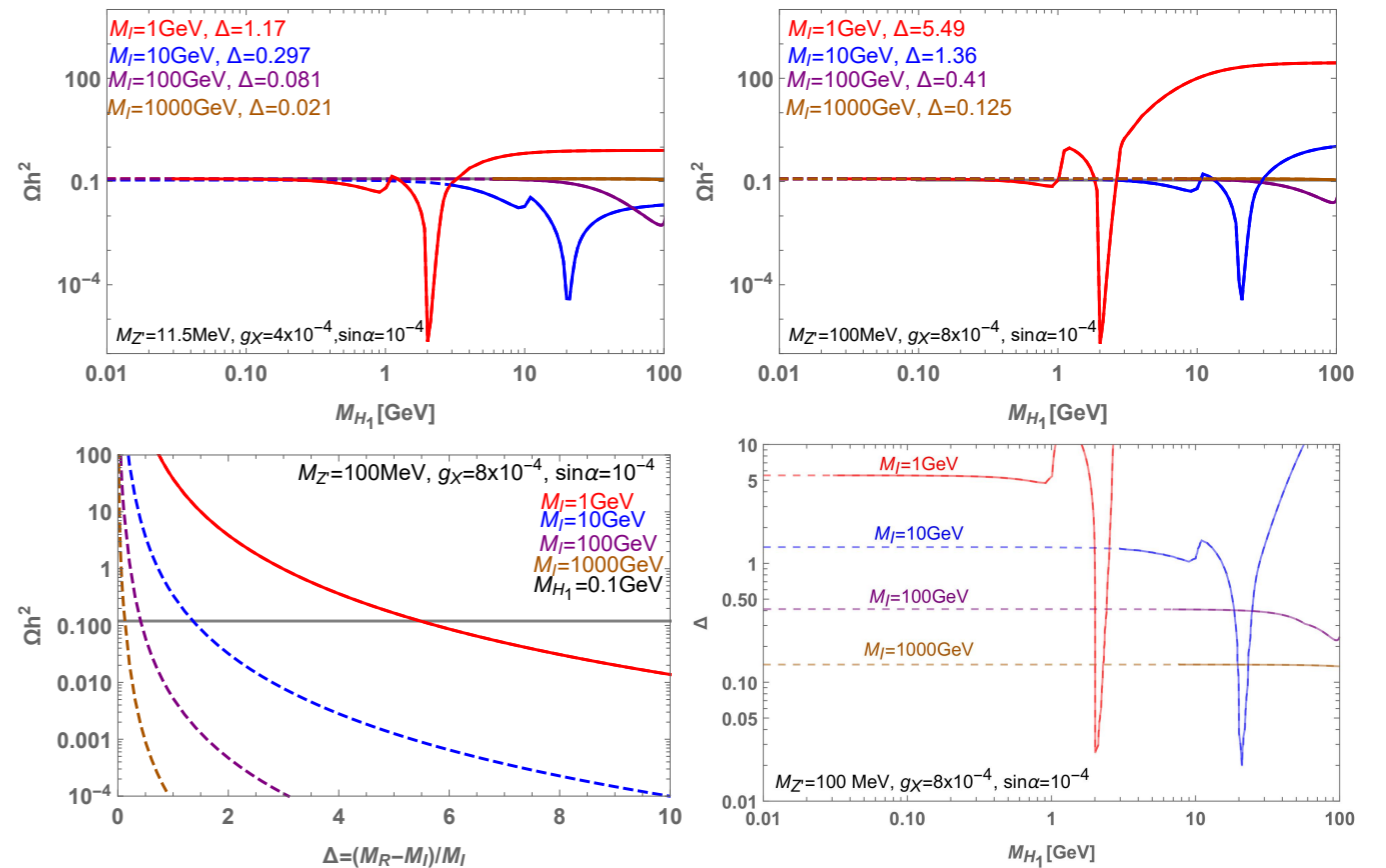 M_I=1GeV, Δ=1.17
M_I=10GeV, Δ=0.297
M_I=100GeV, Δ=0.081
M_I=1000GeV, Δ=0.021
100
0.1
10⁻⁴
Ωh²
M_Z'=11.5MeV, g_X=4x10⁻⁴,sinα=10⁻⁴
0.01 0.10 1 10 100
M_H₁[GeV]
M_I=1GeV, Δ=5.49
M_I=10GeV, Δ=1.36
M_I=100GeV, Δ=0.41
M_I=1000GeV, Δ=0.125
100
0.1
10⁻⁴
Ωh²
M_Z'=100MeV, g_X=8x10⁻⁴, sinα=10⁻⁴
0.01 0.10 1 10 100
M_H₁[GeV]
M_Z'=100MeV, g_X=8x10⁻⁴, sinα=10⁻⁴
M_I=1GeV
M_I=10GeV
M_I=100GeV
M_I=1000GeV
M_H₁=0.1GeV
100
10
1
0.100
0.010
0.001
10⁻⁴
Ωh²
0 2 4 6 8 10
Δ=(M_R−M_I)/M_I
10
5
1
0.50
0.10
0.05
0.01
Δ
M_I=1GeV
M_I=10GeV
M_I=100GeV
M_I=1000GeV
M_Z'=100 MeV, g_X=8x10⁻⁴, sinα=10⁻⁴
0.01 0.10 1 10 100
M_H₁[GeV]